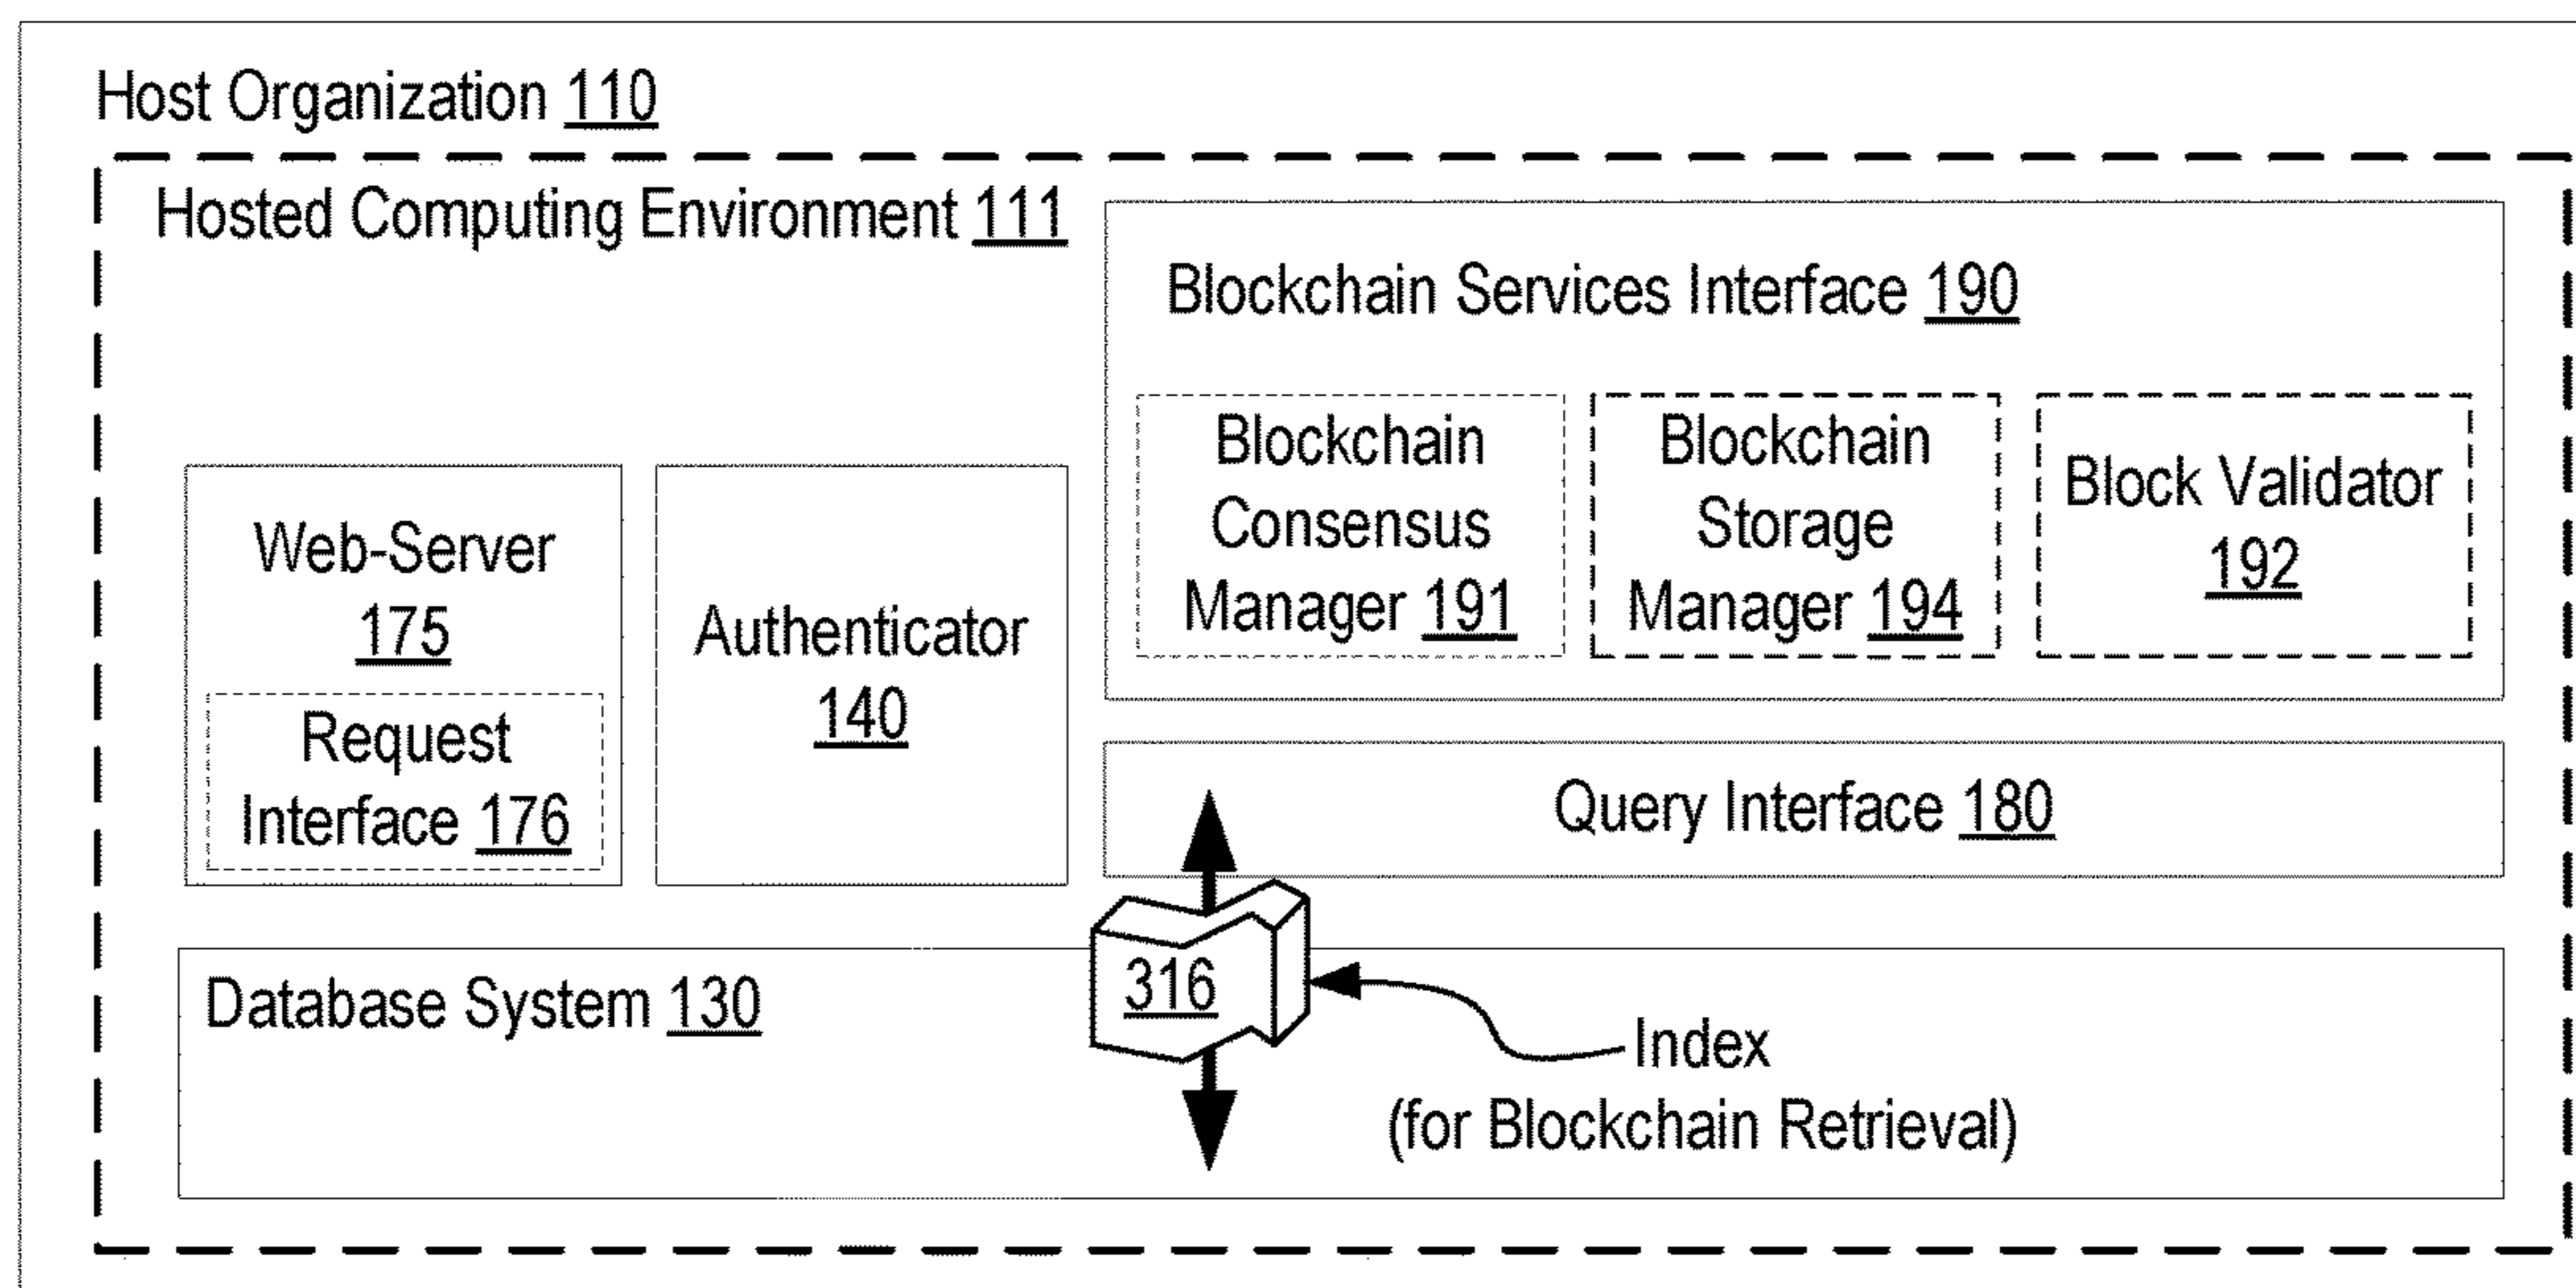 Host Organization 110
Hosted Computing Environment 111
Blockchain Services Interface 190
Blockchain
Consensus
Manager 191
Blockchain
Storage
Manager 194
Block Validator
192
Web-Server
175
Request
Interface 176
Authenticator
140
Query Interface 180
Database System 130
316
Index
(for Blockchain Retrieval)